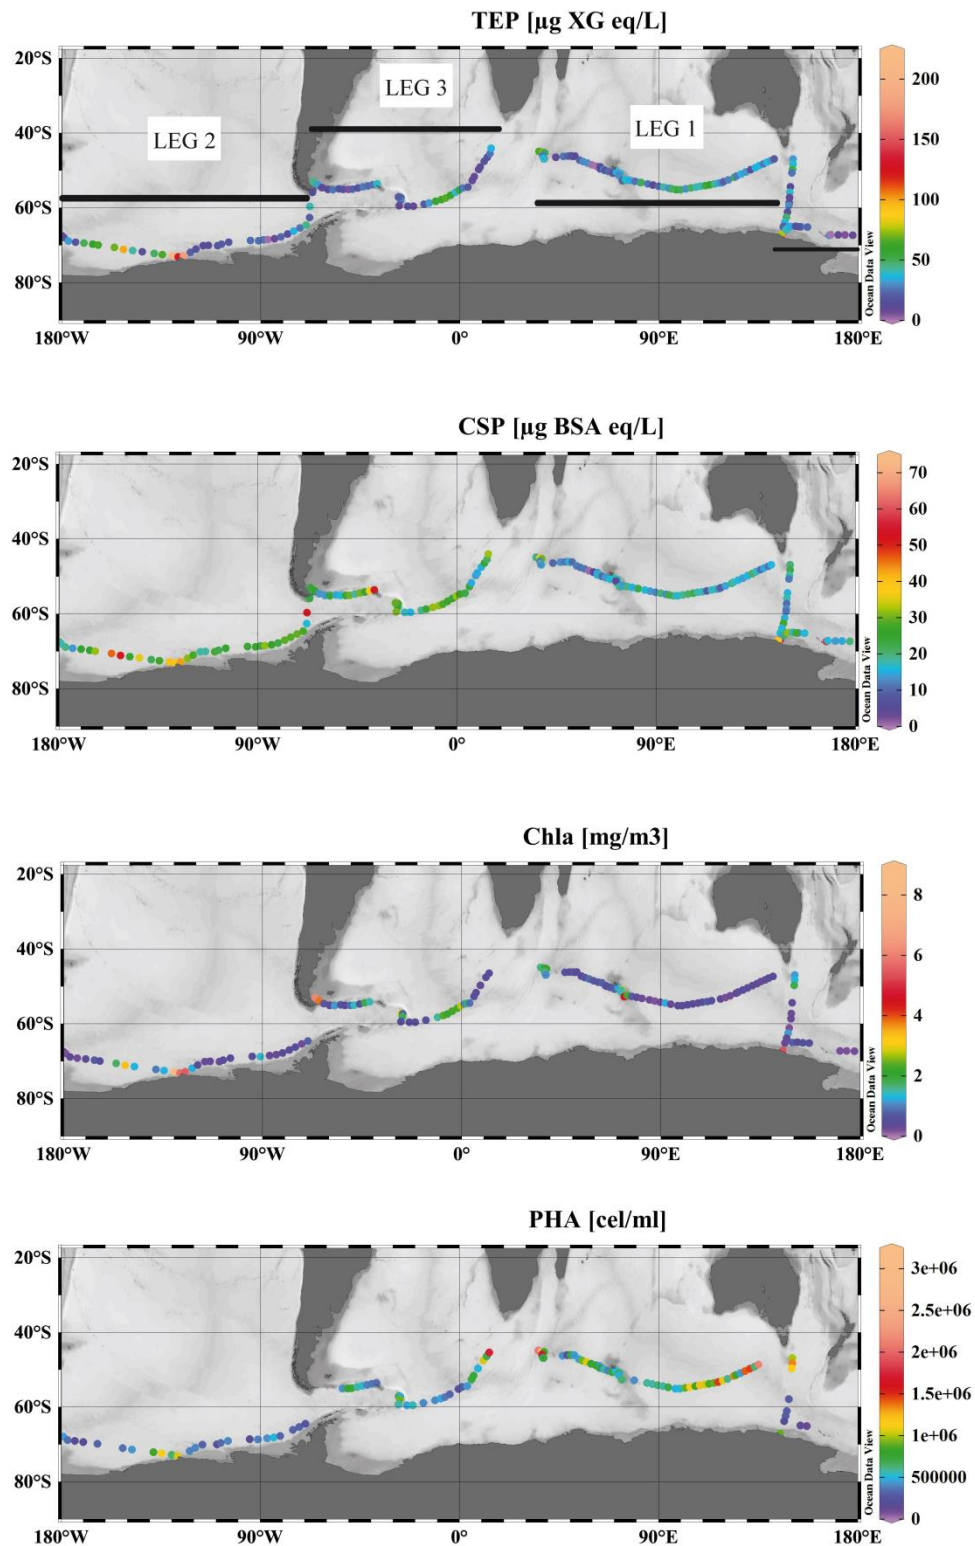 TEP [µg XG eq/L]
20°S
40°S
60°S
80°S
LEG 2
LEG 3
LEG 1
180°W
90°W
0°
90°E
180°E
Ocean Data View
200
150
100
50
0
CSP [µg BSA eq/L]
20°S
40°S
60°S
80°S
180°W
90°W
0°
90°E
180°E
Ocean Data View
70
60
50
40
30
20
10
0
Chla [mg/m3]
20°S
40°S
60°S
80°S
180°W
90°W
0°
90°E
180°E
Ocean Data View
8
6
4
2
0
PHA [cel/ml]
20°S
40°S
60°S
80°S
180°W
90°W
0°
90°E
180°E
Ocean Data View
3e+06
2.5e+06
2e+06
1.5e+06
1e+06
500000